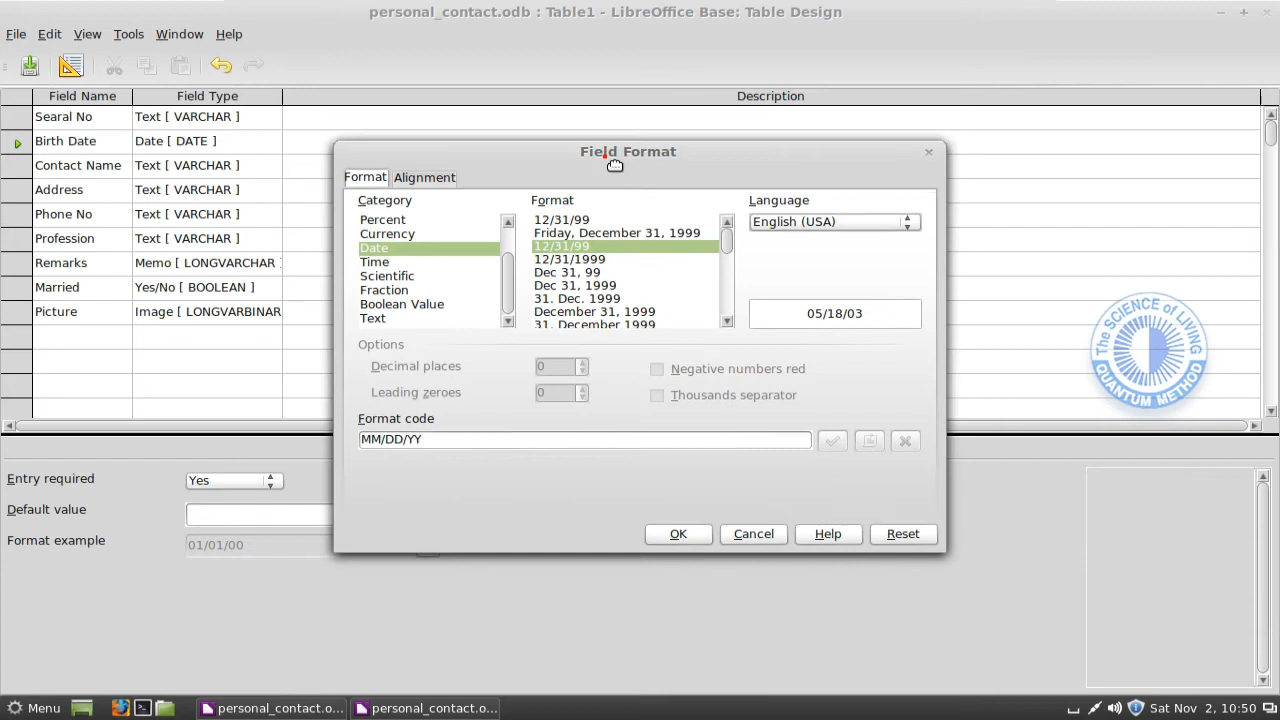 personal_contact.odb : Table1 - LibreOffice Base: Table Design
File Edit View Tools Window Help
Field Name Field Type Description
Searal No Text [ VARCHAR ]
Birth Date Date [ DATE ]
Contact Name Text [ VARCHAR ]
Address Text [ VARCHAR ]
Phone No Text [ VARCHAR ]
Profession Text [ VARCHAR ]
Remarks Memo [ LONGVARCHAR ]
Married Yes/No [ BOOLEAN ]
Picture Image [ LONGVARBINAR
Field Format
Format Alignment
Category
Percent
Currency
Date
Time
Scientific
Fraction
Boolean Value
Text
Format
12/31/99
Friday, December 31, 1999
12/31/99
12/31/1999
Dec 31, 99
Dec 31, 1999
31. Dec. 1999
December 31, 1999
31. December 1999
Language
English (USA)
05/18/03
Options
Decimal places 0 Negative numbers red
Leading zeroes 0 Thousands separator
Format code
MM/DD/YY
OK Cancel Help Reset
The SCIENCE of LIVING
QUANTUM METHOD
Entry required Yes
Default value
Format example 01/01/00
Menu personal_contact.o... personal_contact.o... Sat Nov 2, 10:50